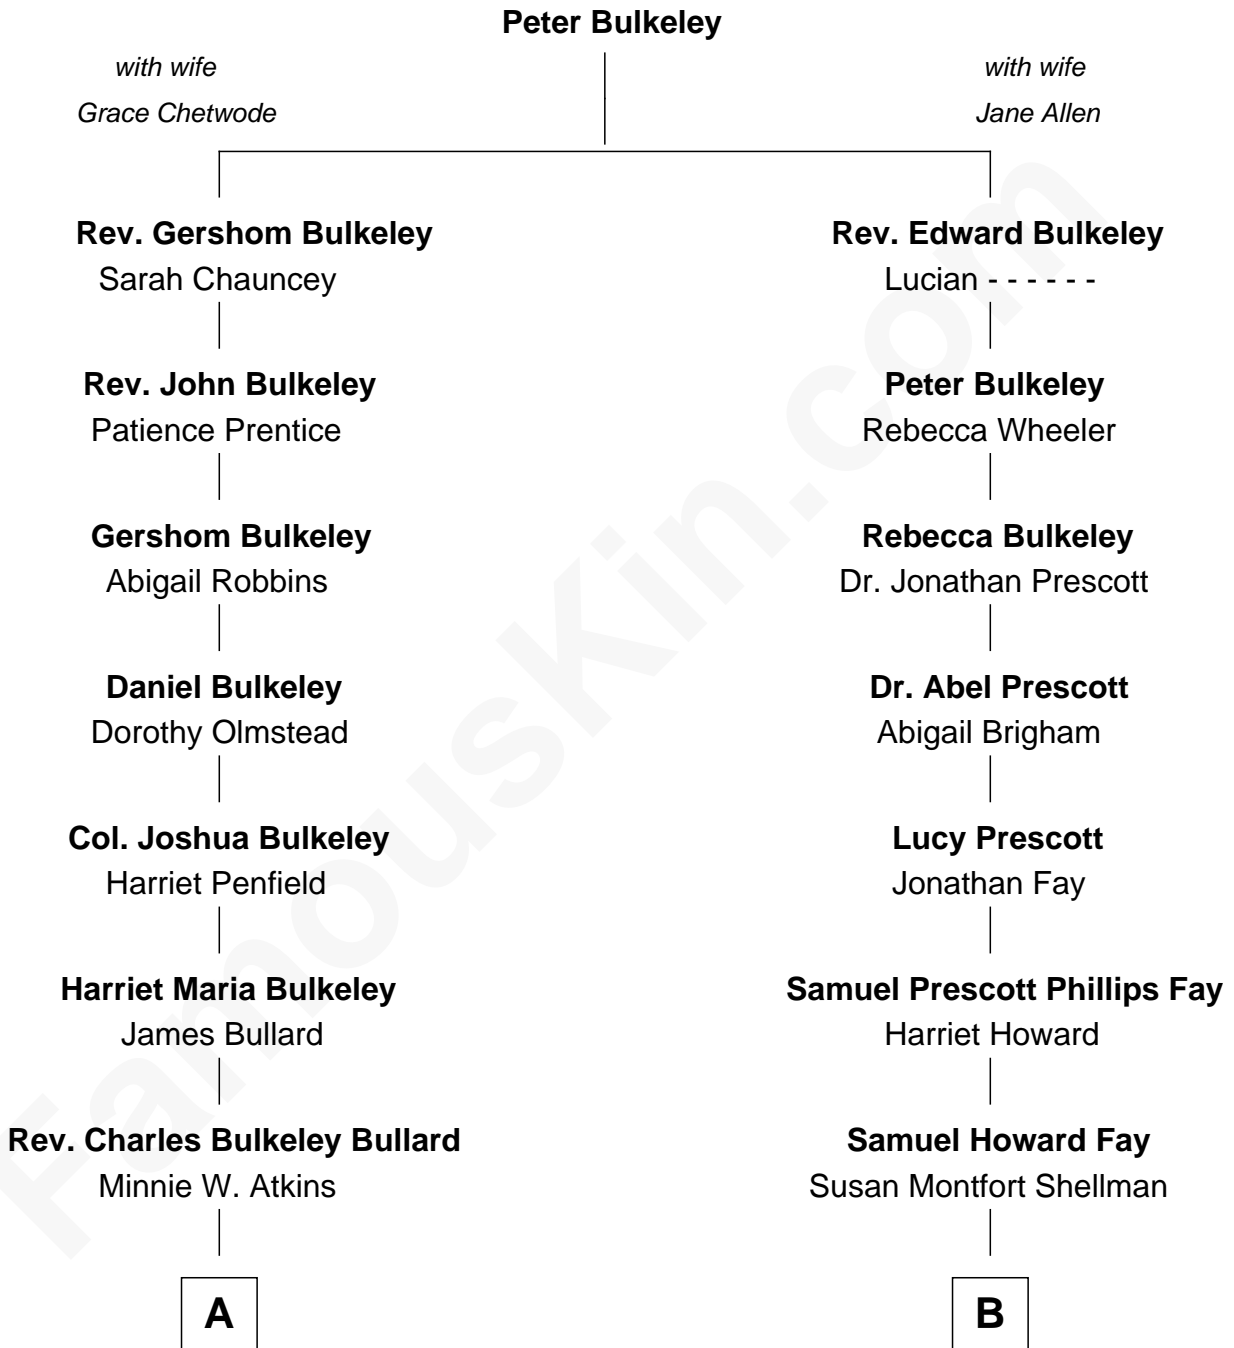 Peter Bulkeley
with wife
Grace Chetwode
with wife
Jane Allen
Rev. Gershom Bulkeley
Sarah Chauncey
Rev. Edward Bulkeley
Lucian - - - - - -
Rev. John Bulkeley
Patience Prentice
Peter Bulkeley
Rebecca Wheeler
Gershom Bulkeley
Abigail Robbins
Rebecca Bulkeley
Dr. Jonathan Prescott
Daniel Bulkeley
Dorothy Olmstead
Dr. Abel Prescott
Abigail Brigham
Col. Joshua Bulkeley
Harriet Penfield
Lucy Prescott
Jonathan Fay
Harriet Maria Bulkeley
James Bullard
Samuel Prescott Phillips Fay
Harriet Howard
Rev. Charles Bulkeley Bullard
Minnie W. Atkins
Samuel Howard Fay
Susan Montfort Shellman
A
B
FamousKin.com